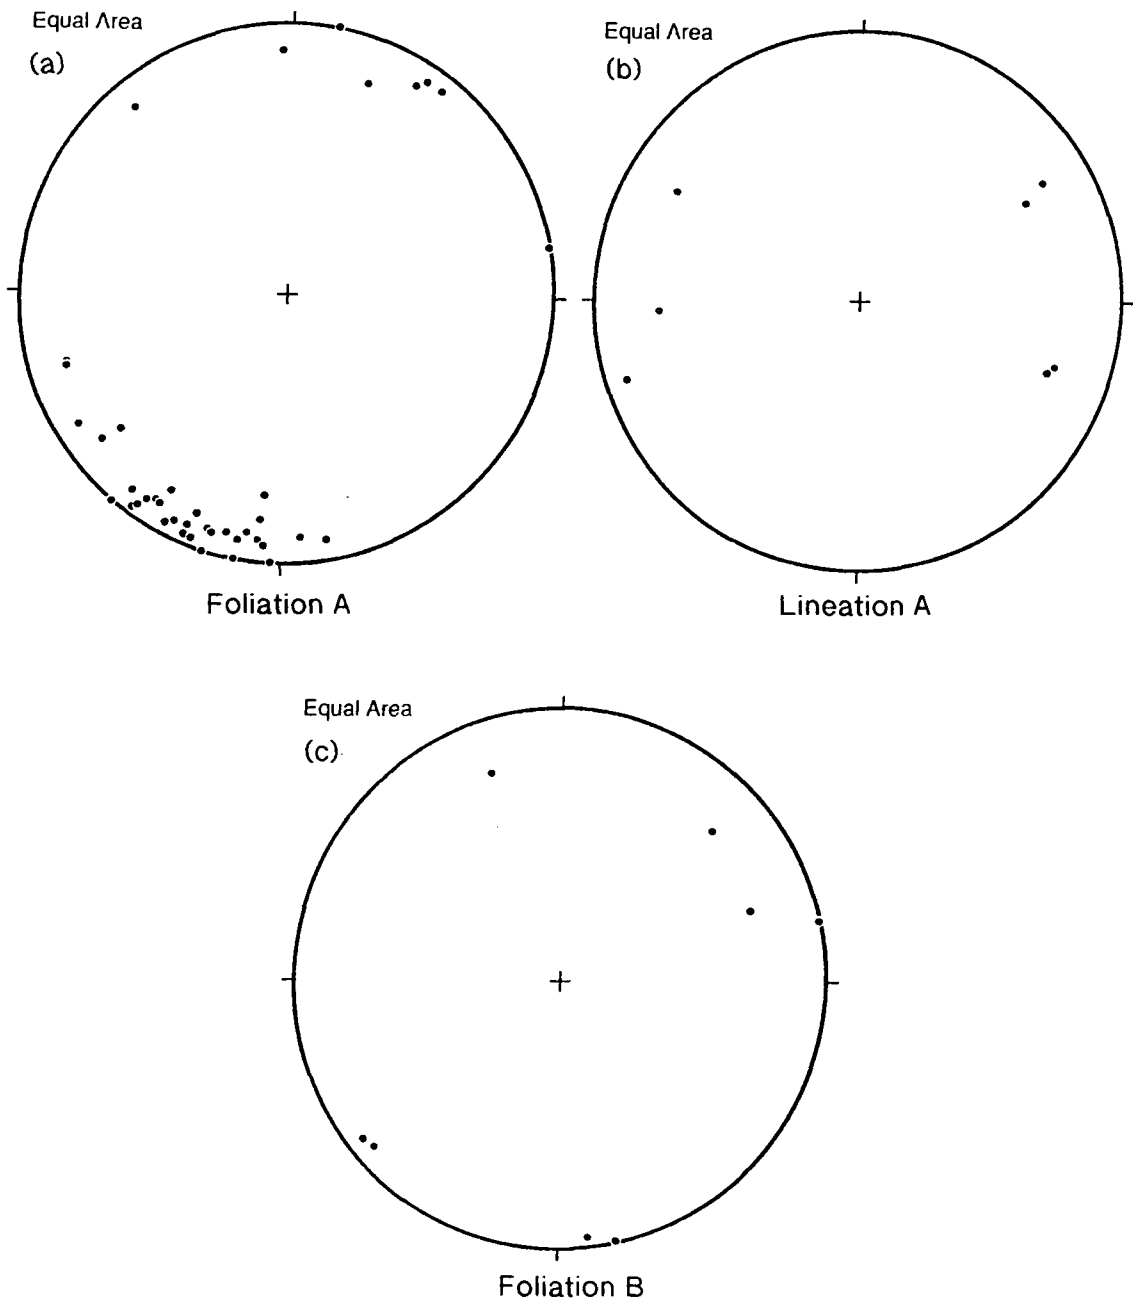 Equal Area
(a)
Foliation A
Equal Area
(b)
Lineation A
Equal Area
(c)
Foliation B